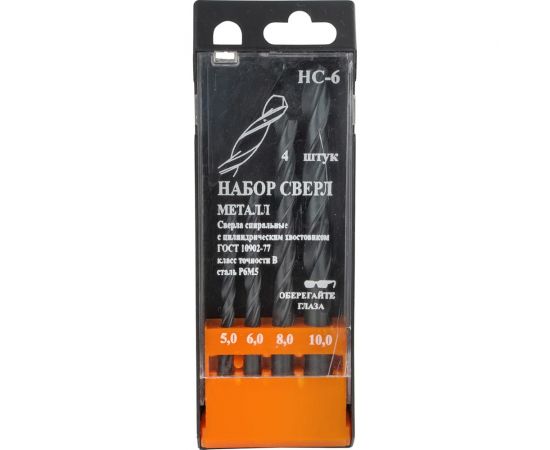 НС-6
4 штук
НАБОР СВЕРЛ
МЕТАЛЛ
Сверла спиральные
с цилиндрическим хвостовиком
ГОСТ 10902-77
класс точности В
сталь Р6М5
ОБЕРЕГАЙТЕ
ГЛАЗА
5,0 6,0 8,0 10,0